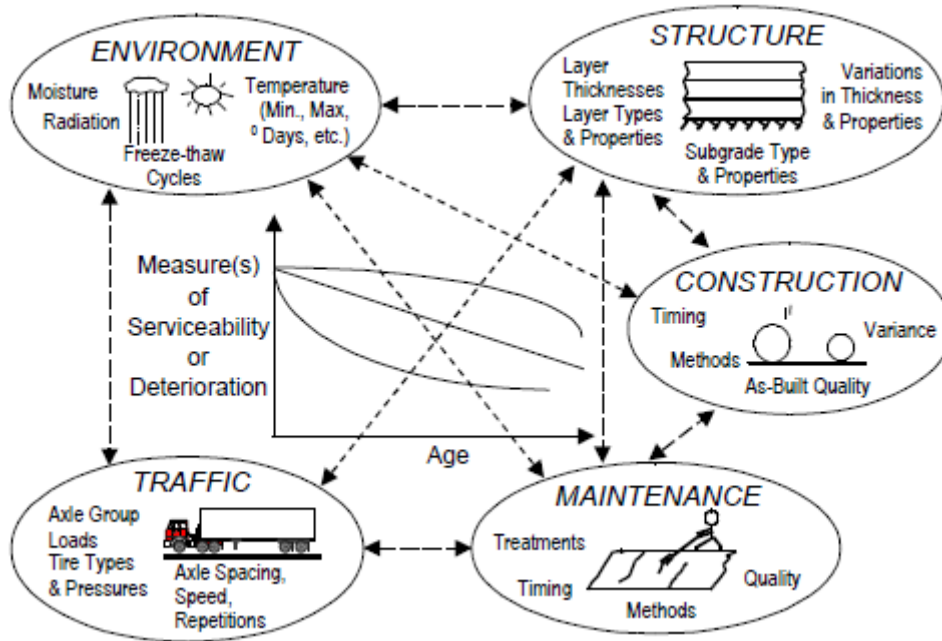 ENVIRONMENT
Moisture
Radiation
Temperature
(Min., Max,
⁰ Days, etc.)
Freeze-thaw
Cycles
STRUCTURE
Layer
Thicknesses
Layer Types
& Properties
Variations
in Thickness
& Properties
Subgrade Type
& Properties
Measure(s)
of
Serviceability
or
Deterioration
Age
CONSTRUCTION
Timing
Variance
Methods
As-Built Quality
TRAFFIC
Axle Group
Loads
Tire Types
& Pressures
Axle Spacing,
Speed,
Repetitions
MAINTENANCE
Treatments
Timing
Quality
Methods